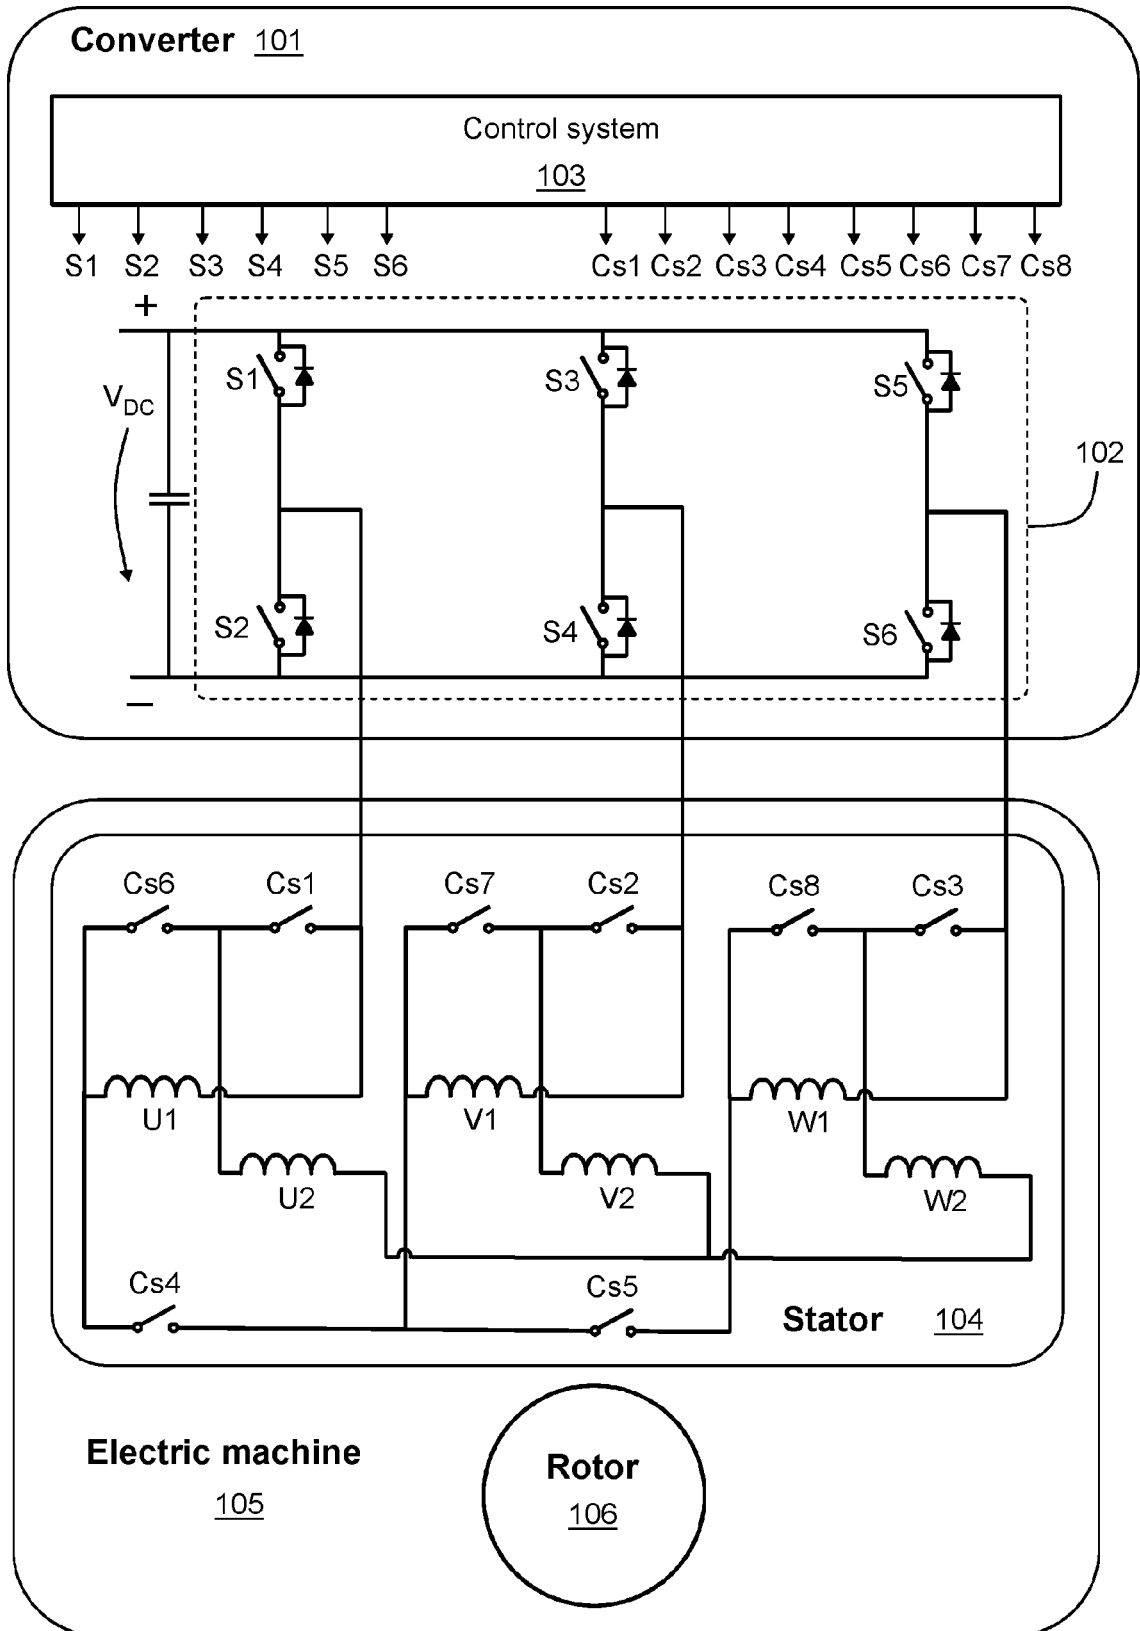 Converter 101
Control system
103
S1 S2 S3 S4 S5 S6 Cs1 Cs2 Cs3 Cs4 Cs5 Cs6 Cs7 Cs8
+
S1 S3 S5
VDC
102
S2 S4 S6
—
Cs6 Cs1 Cs7 Cs2 Cs8 Cs3
U1 V1 W1
U2 V2 W2
Cs4 Cs5
Stator 104
Electric machine
105
Rotor
106